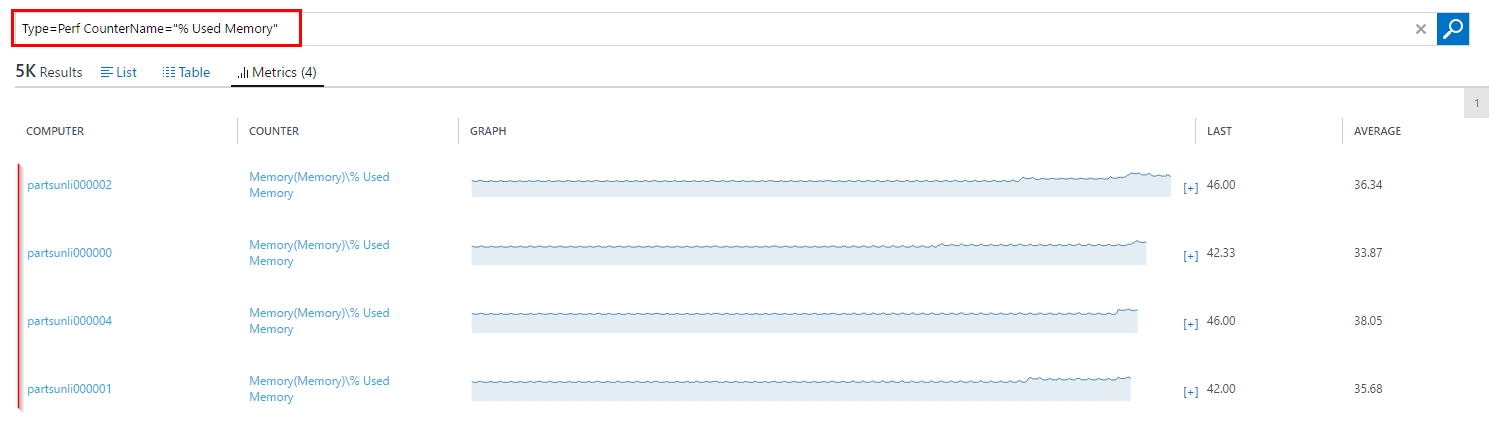 Type=Perf CounterName="% Used Memory"
5K Results List Table Metrics (4)
1
COMPUTER COUNTER GRAPH LAST AVERAGE
Memory(Memory)\% Used
partsunli000002 [+] 46.00 36.34
Memory
Memory(Memory)\% Used
partsunli000000 [+] 42.33 33.87
Memory
Memory(Memory)\% Used
partsunli000004 [+] 46.00 38.05
Memory
Memory(Memory)\% Used
partsunli000001 [+] 42.00 35.68
Memory